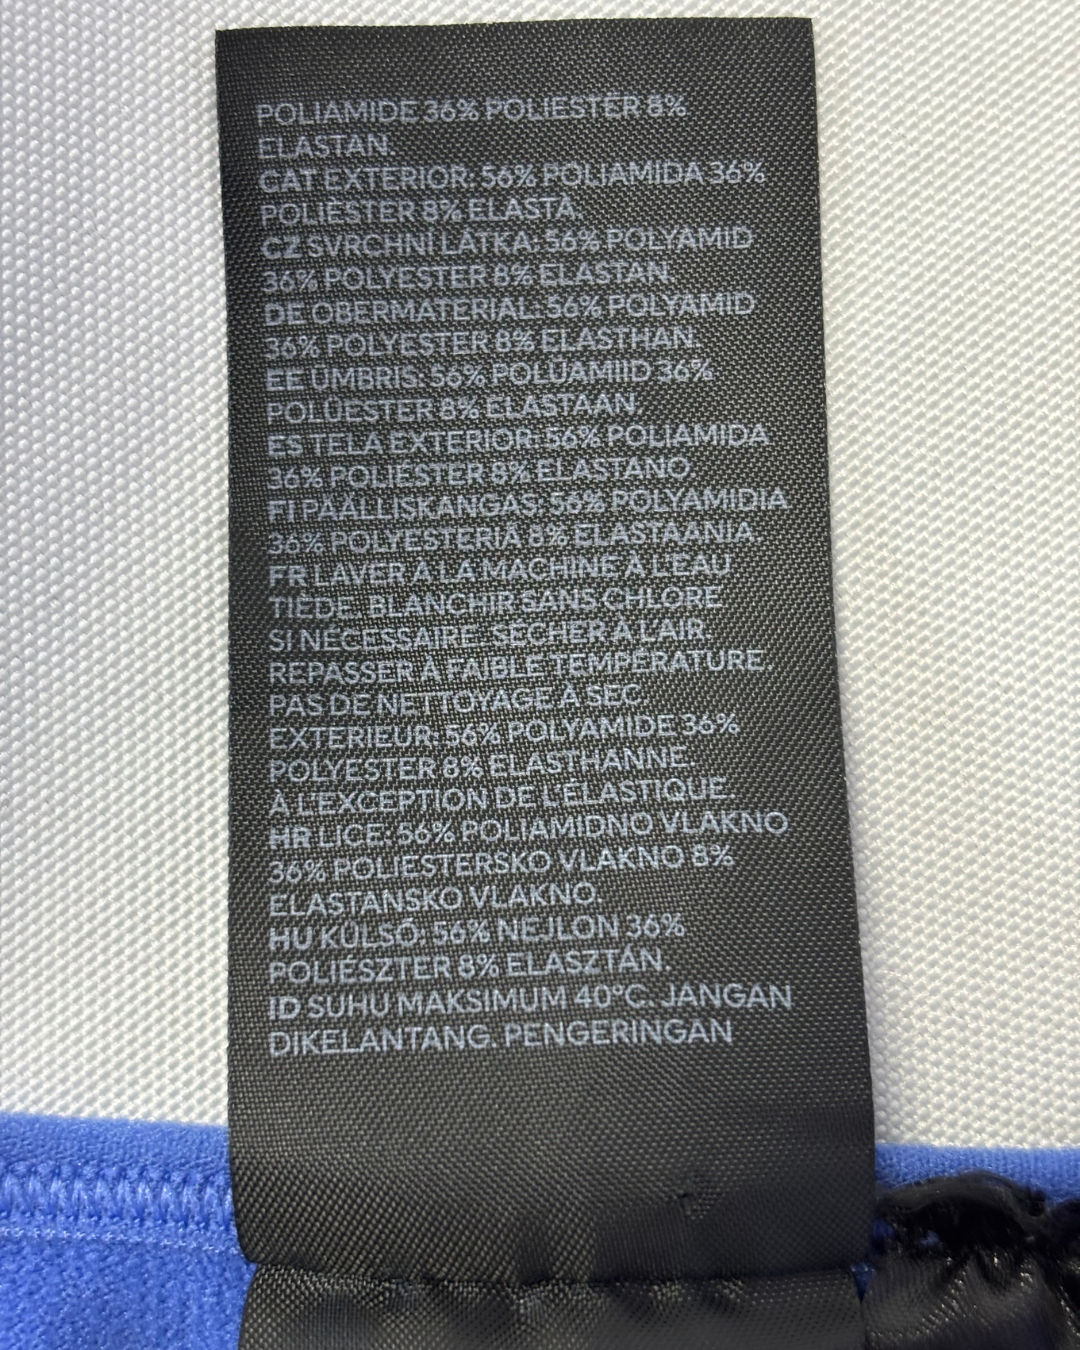 POLIAMIDE 36% POLIESTER 8%
ELASTAN.
CAT EXTERIOR: 56% POLIAMIDA 36%
POLIÈSTER 8% ELASTÀ.
CZ SVRCHNÍ LÁTKA: 56% POLYAMID
36% POLYESTER 8% ELASTAN.
DE OBERMATERIAL: 56% POLYAMID
36% POLYESTER 8% ELASTHAN.
EE ÜMBRIS: 56% POLÜAMIID 36%
POLÜESTER 8% ELASTAAN.
ES TELA EXTERIOR: 56% POLIAMIDA
36% POLIÉSTER 8% ELASTANO.
FI PÄÄLLISKANGAS: 56% POLYAMIDIA
36% POLYESTERIÄ 8% ELASTAANIA.
FR LAVER À LA MACHINE À L'EAU
TIÈDE. BLANCHIR SANS CHLORE
SI NÉCESSAIRE. SÉCHER À L'AIR.
REPASSER À FAIBLE TEMPÉRATURE.
PAS DE NETTOYAGE À SEC.
EXTERIEUR: 56% POLYAMIDE 36%
POLYESTER 8% ELASTHANNE.
À L'EXCEPTION DE L'ÉLASTIQUE.
HR LICE: 56% POLIAMIDNO VLAKNO
36% POLIESTERSKO VLAKNO 8%
ELASTANSKO VLAKNO.
HU KÜLSŐ: 56% NEJLON 36%
POLIÉSZTER 8% ELASZTÁN.
ID SUHU MAKSIMUM 40°C. JANGAN
DIKELANTANG. PENGERINGAN